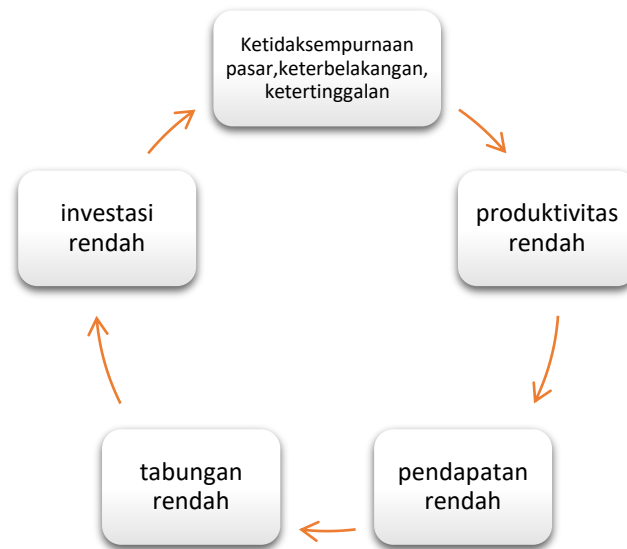 Ketidaksempurnaan
pasar,keterbelakangan,
ketertinggalan
produktivitas
rendah
pendapatan
rendah
tabungan
rendah
investasi
rendah